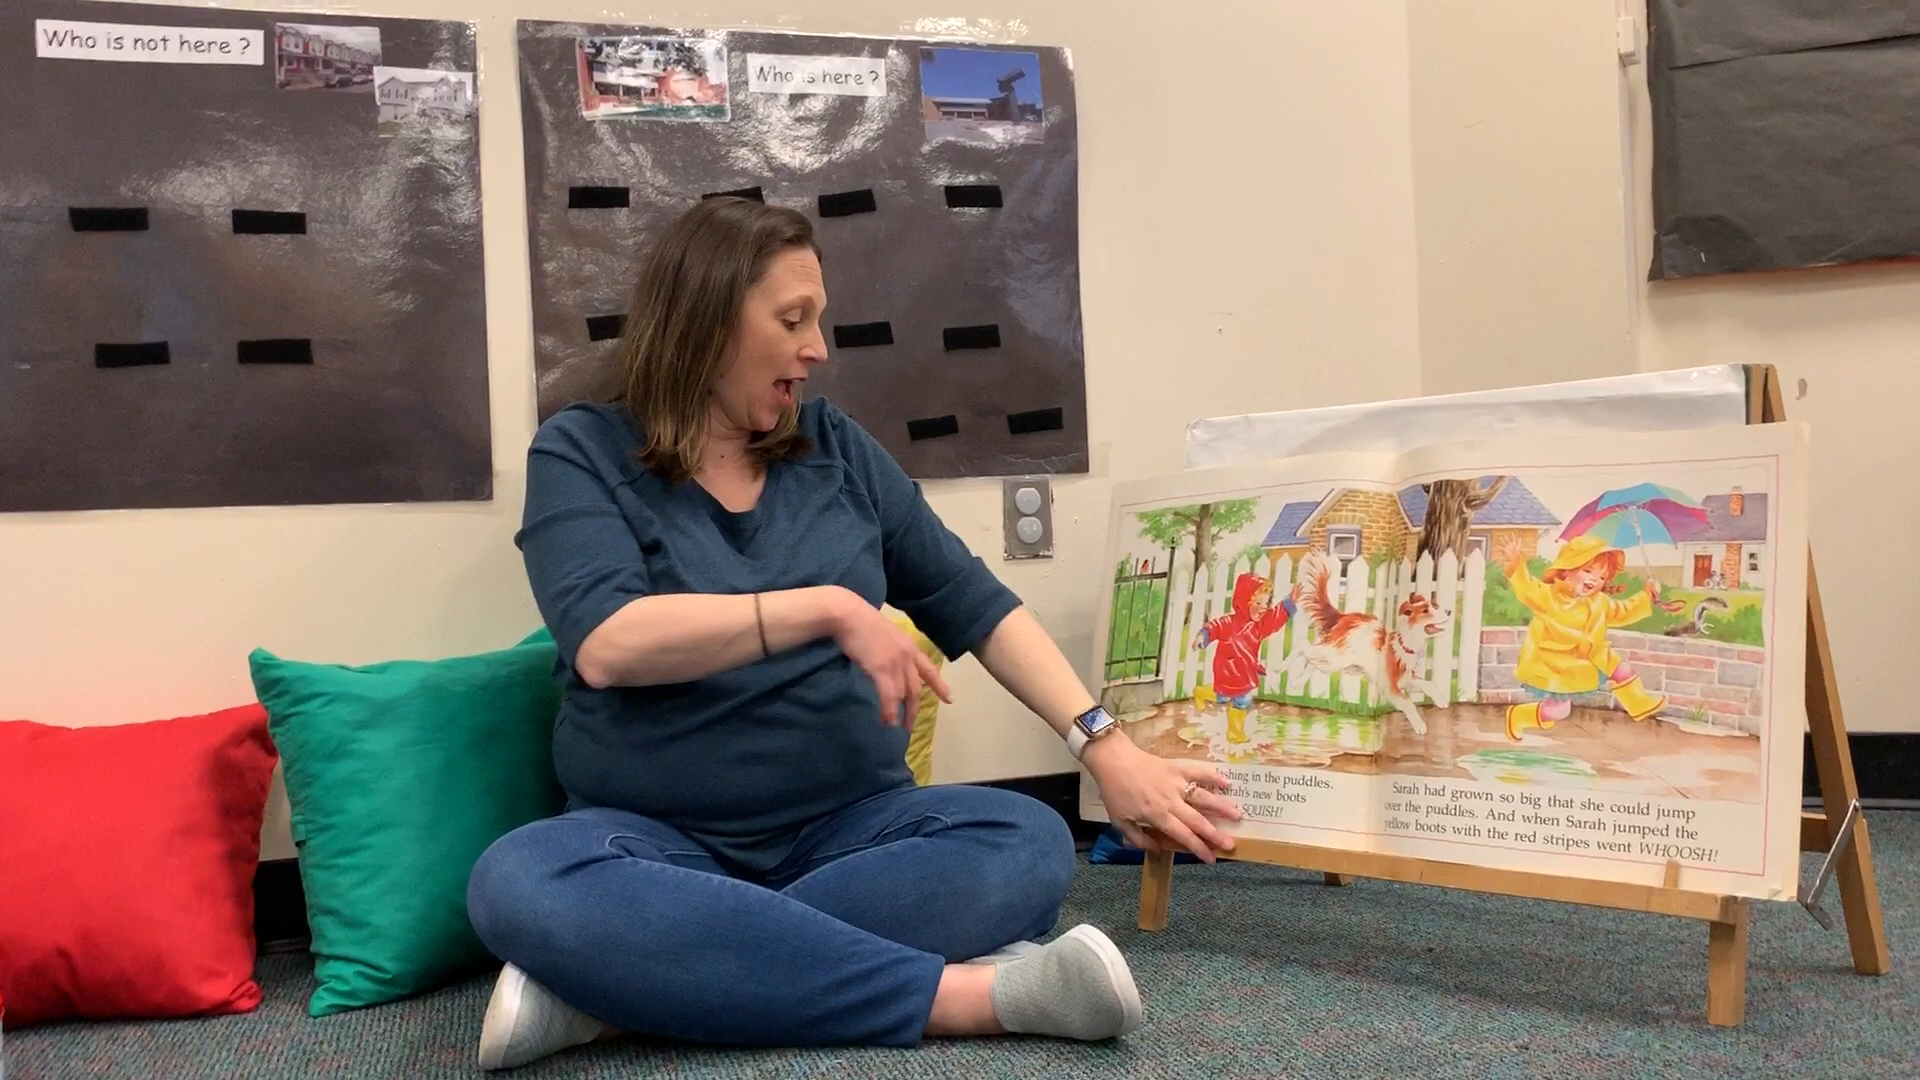 Who is not here ?
Who is here ?
in the puddles.
Sarah's new boots
SQUISH!
Sarah had grown so big that she could jump
over the puddles. And when Sarah jumped the
yellow boots with the red stripes went WHOOSH!